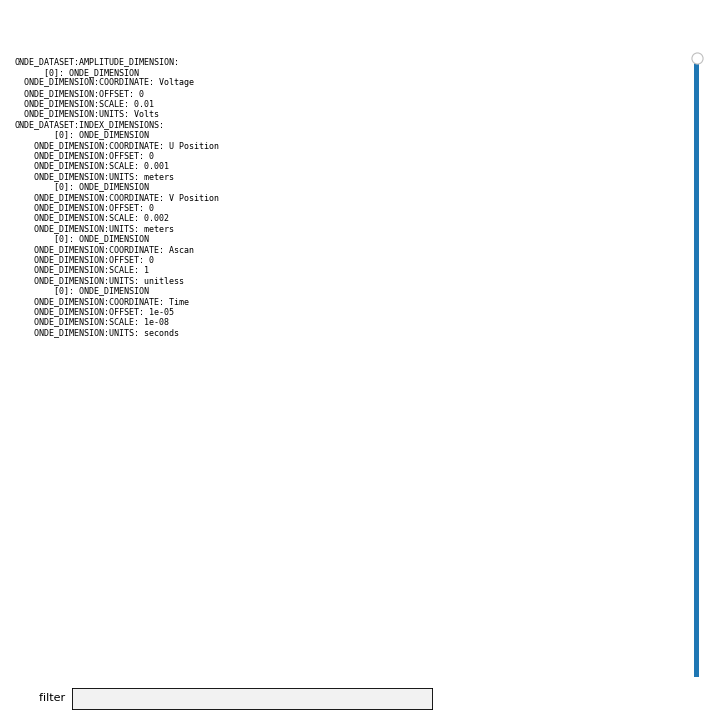 ONDE_DATASET:AMPLITUDE_DIMENSION:
[0]: ONDE_DIMENSION
ONDE_DIMENSION:COORDINATE: Voltage
ONDE_DIMENSION:OFFSET: 0
ONDE_DIMENSION:SCALE: 0.01
ONDE_DIMENSION:UNITS: Volts
ONDE_DATASET:INDEX_DIMENSIONS:
[0]: ONDE_DIMENSION
ONDE_DIMENSION:COORDINATE: U Position
ONDE_DIMENSION:OFFSET: 0
ONDE_DIMENSION:SCALE: 0.001
ONDE_DIMENSION:UNITS: meters
[0]: ONDE_DIMENSION
ONDE_DIMENSION:COORDINATE: V Position
ONDE_DIMENSION:OFFSET: 0
ONDE_DIMENSION:SCALE: 0.002
ONDE_DIMENSION:UNITS: meters
[0]: ONDE_DIMENSION
ONDE_DIMENSION:COORDINATE: Ascan
ONDE_DIMENSION:OFFSET: 0
ONDE_DIMENSION:SCALE: 1
ONDE_DIMENSION:UNITS: unitless
[0]: ONDE_DIMENSION
ONDE_DIMENSION:COORDINATE: Time
ONDE_DIMENSION:OFFSET: 1e-05
ONDE_DIMENSION:SCALE: 1e-08
ONDE_DIMENSION:UNITS: seconds
filter